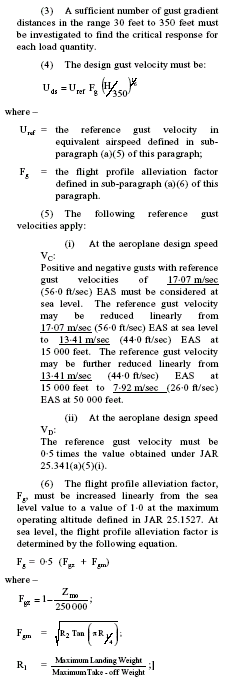 (3) A sufficient number of gust gradient
distances in the range 30 feet to 350 feet must
be investigated to find the critical response for
each load quantity.
(4) The design gust velocity must be:
U_ds = U_ref F_g (H/350)^1/6
where –
U_ref = the reference gust velocity in
equivalent airspeed defined in sub-
paragraph (a)(5) of this paragraph;
F_g = the flight profile alleviation factor
defined in sub-paragraph (a)(6) of this
paragraph.
(5) The following reference gust
velocities apply:
(i) At the aeroplane design speed
V_C:
Positive and negative gusts with reference
gust velocities of 17·07 m/sec
(56·0 ft/sec) EAS must be considered at
sea level. The reference gust velocity
may be reduced linearly from
17·07 m/sec (56·0 ft/sec) EAS at sea level
to 13·41 m/sec (44·0 ft/sec) EAS at
15 000 feet. The reference gust velocity
may be further reduced linearly from
13·41 m/sec (44·0 ft/sec) EAS at
15 000 feet to 7·92 m/sec (26·0 ft/sec)
EAS at 50 000 feet.
(ii) At the aeroplane design speed
V_D:
The reference gust velocity must be
0·5 times the value obtained under JAR
25.341(a)(5)(i).
(6) The flight profile alleviation factor,
F_g, must be increased linearly from the sea
level value to a value of 1·0 at the maximum
operating altitude defined in JAR 25.1527. At
sea level, the flight profile alleviation factor is
determined by the following equation.
F_g = 0·5 (F_gz + F_gm)
where –
F_gz = 1 – Z_mo / 250 000;
F_gm = √(R_2 Tan (πR_1/4));
R_1 = Maximum Landing Weight / Maximum Take - off Weight ;